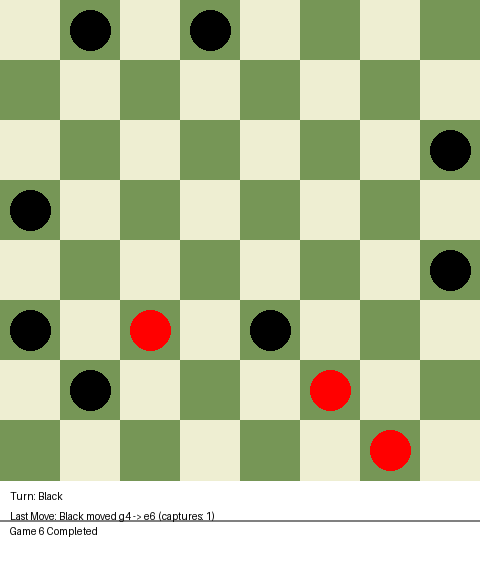 Turn: Black
Last Move: Black moved g4 -> e6 (captures: 1)
Game 6 Completed